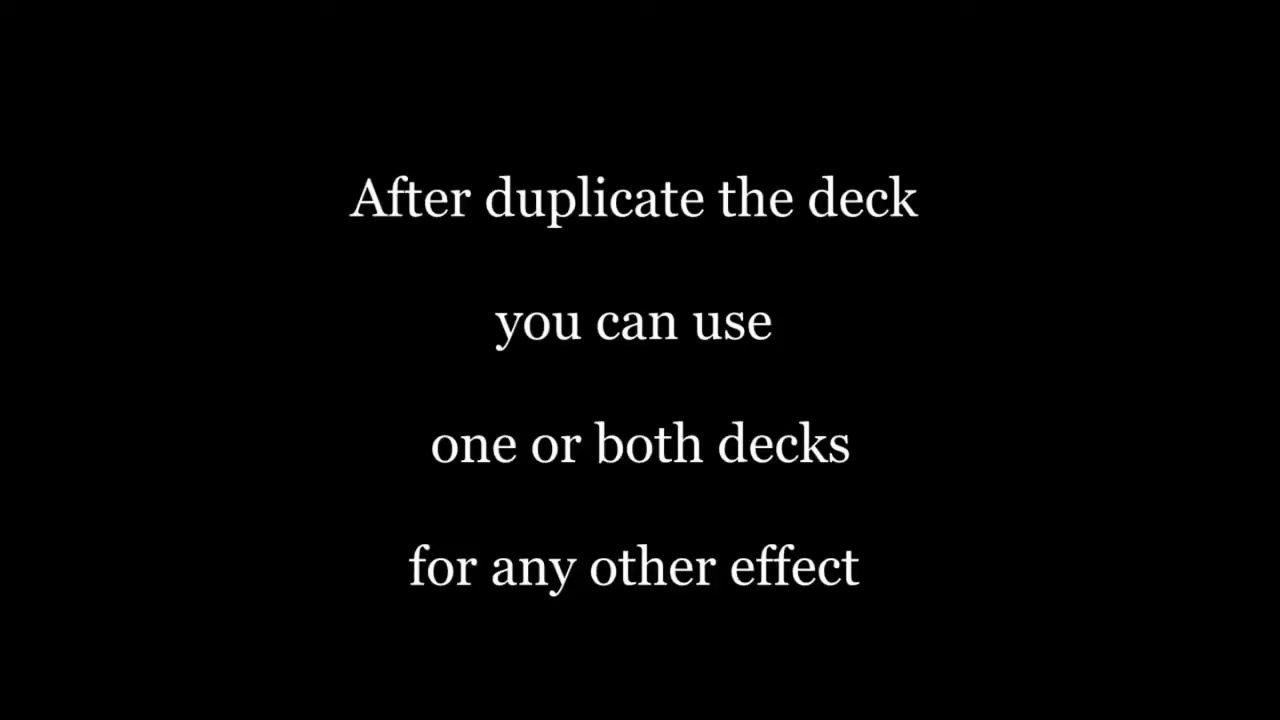 After duplicate the deck
you can use
one or both decks
for any other effect